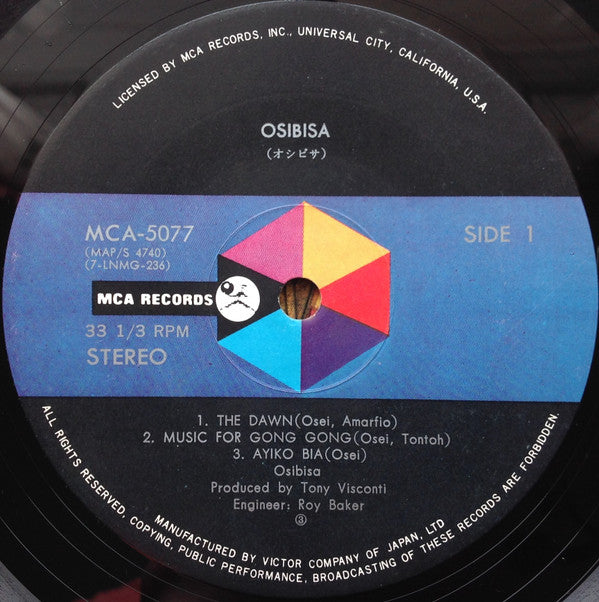 LICENSED BY MCA RECORDS, INC., UNIVERSAL CITY, CALIFORNIA, U.S.A.
OSIBISA
(オシビサ)
MCA-5077
(MAP/S 4740)
(7-LNMG-236)
SIDE 1
MCA RECORDS
33 1/3 RPM
STEREO
1. THE DAWN(Osei, Amarfio)
2. MUSIC FOR GONG GONG(Osei, Tontoh)
3. AYIKO BIA(Osei)
Osibisa
Produced by Tony Visconti
Engineer: Roy Baker
③
MANUFACTURED BY VICTOR COMPANY OF JAPAN, LTD
ALL RIGHTS RESERVED, COPYING, PUBLIC PERFORMANCE, BROADCASTING OF THESE RECORDS ARE FORBIDDEN.